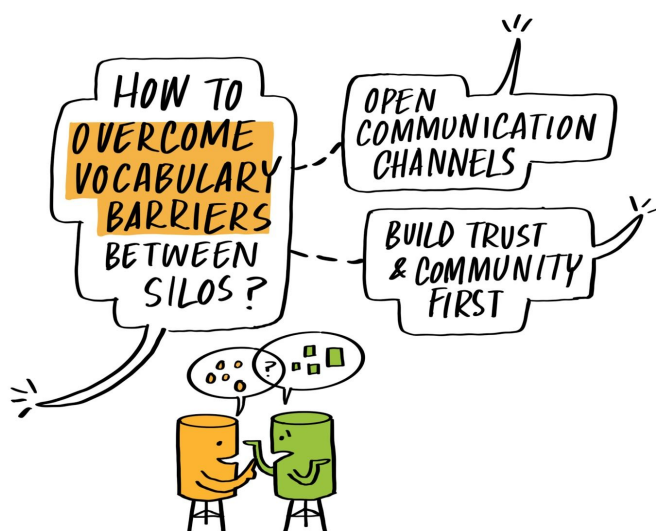 HOW TO
OVERCOME
VOCABULARY
BARRIERS
BETWEEN
SILOS?
OPEN
COMMUNICATION
CHANNELS
BUILD TRUST
& COMMUNITY
FIRST
?